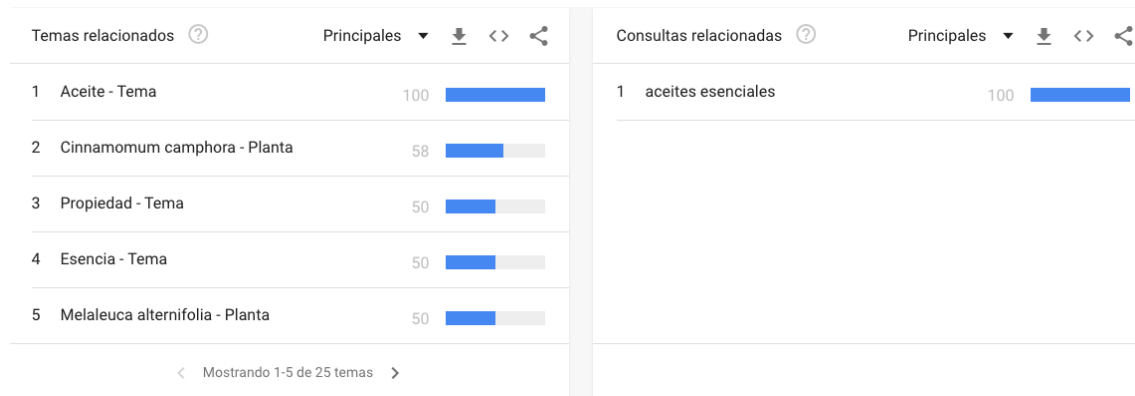 Temas relacionados ?
Principales
1 Aceite - Tema 100
2 Cinnamomum camphora - Planta 58
3 Propiedad - Tema 50
4 Esencia - Tema 50
5 Melaleuca alternifolia - Planta 50
Mostrando 1-5 de 25 temas
Consultas relacionadas ?
Principales
1 aceites esenciales 100